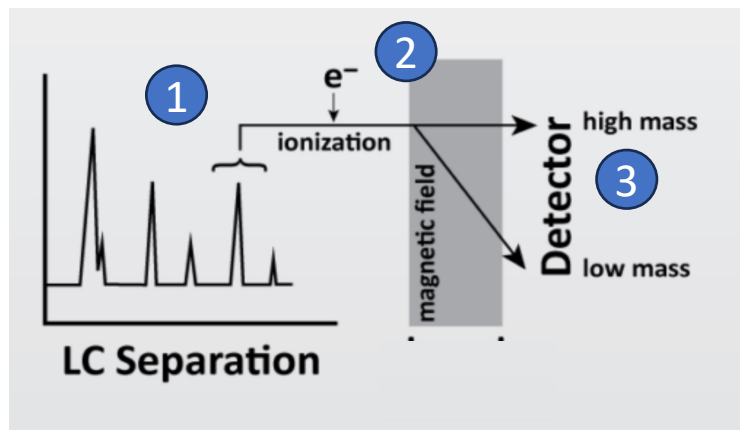 1
2
e⁻
ionization
high mass
magnetic field
Detector
3
low mass
LC Separation